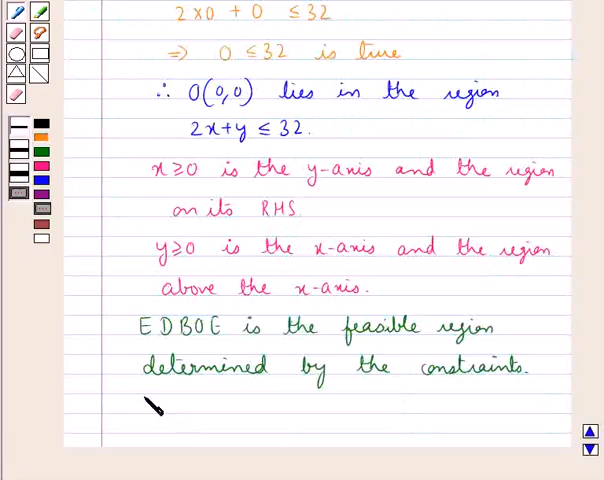 2×0 + 0 ≤ 32
⇒ 0 ≤ 32 is true
∴ O(0,0) lies in the region
2x+y ≤ 32.
x≥0 is the y-axis and the region
on its RHS.
y≥0 is the x-axis and the region
above the x-axis.
EDBOE is the feasible region
determined by the constraints.